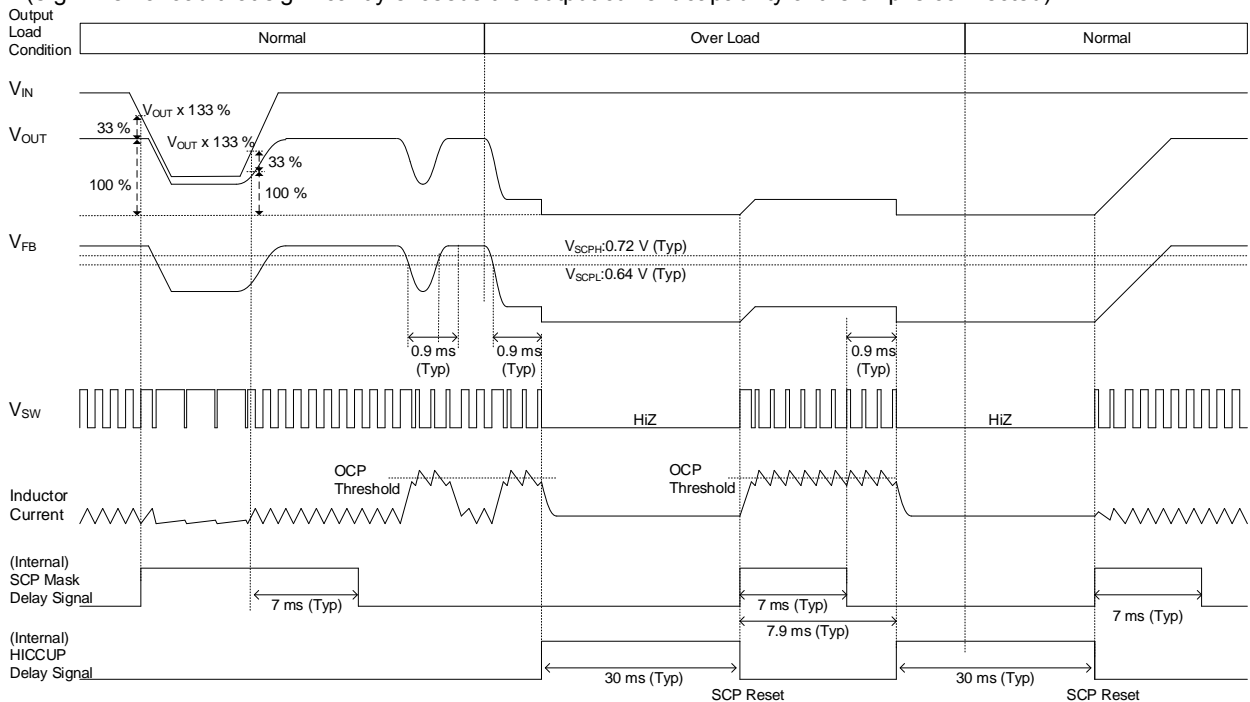 Output
Load
Condition
Normal
Over Load
Normal
VIN
VOUT x 133 %
33 %
VOUT
VOUT x 133 %
33 %
100 %
100 %
VFB
VSCPH:0.72 V (Typ)
VSCPL:0.64 V (Typ)
0.9 ms
(Typ)
0.9 ms
(Typ)
0.9 ms
(Typ)
VSW
HiZ
HiZ
OCP
Threshold
OCP
Threshold
Inductor
Current
(Internal)
SCP Mask
Delay Signal
7 ms (Typ)
7 ms (Typ)
7 ms (Typ)
7.9 ms (Typ)
(Internal)
HICCUP
Delay Signal
30 ms (Typ)
30 ms (Typ)
SCP Reset
SCP Reset